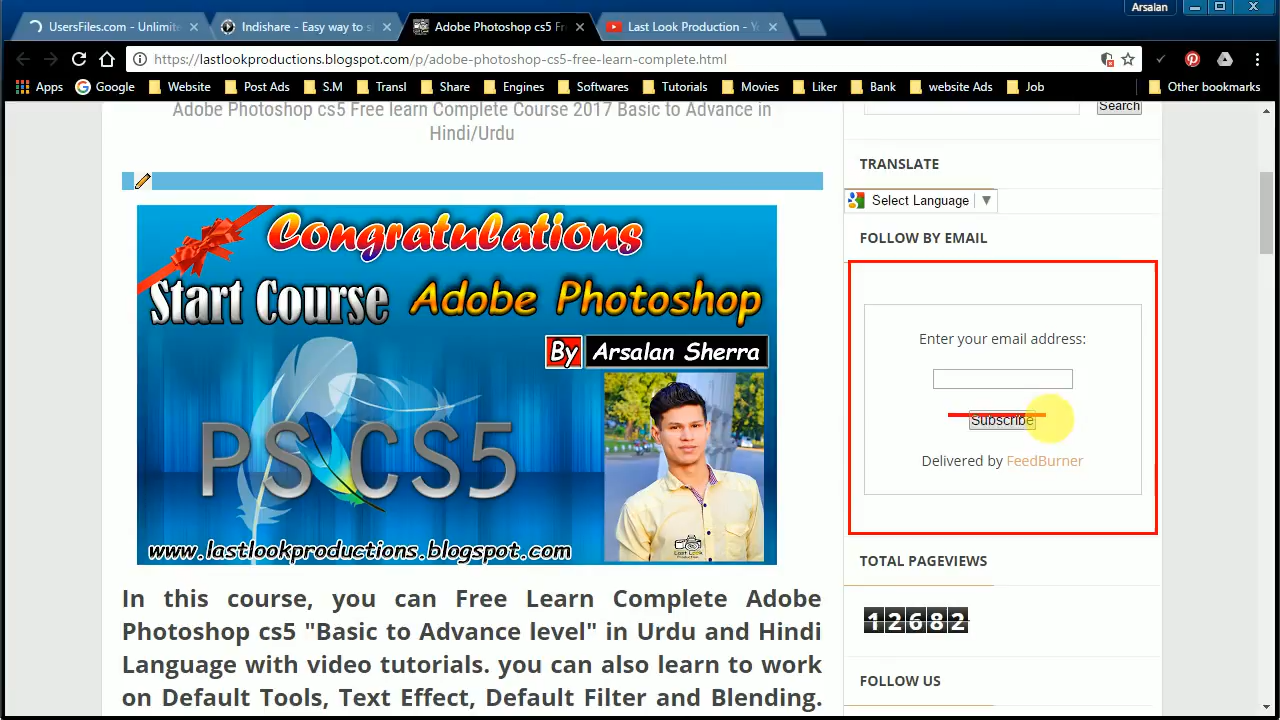 Arsalan
UsersFiles.com - Unlimite
Indishare - Easy way to s
Adobe Photoshop cs5 Fr
Last Look Production - Y
https://lastlookproductions.blogspot.com/p/adobe-photoshop-cs5-free-learn-complete.html
Apps Google Website Post Ads S.M Transl Share Engines Softwares Tutorials Movies Liker Bank website Ads Job Other bookmarks
Adobe Photoshop cs5 Free learn Complete Course 2017 Basic to Advance in
Hindi/Urdu
Congratulations
Start Course Adobe Photoshop
By Arsalan Sherra
PS CS5
Last Look
www.lastlookproductions.blogspot.com
In this course, you can Free Learn Complete Adobe
Photoshop cs5 "Basic to Advance level" in Urdu and Hindi
Language with video tutorials. you can also learn to work
on Default Tools, Text Effect, Default Filter and Blending.
Search
TRANSLATE
Select Language
FOLLOW BY EMAIL
Enter your email address:
Subscribe
Delivered by FeedBurner
TOTAL PAGEVIEWS
12682
FOLLOW US